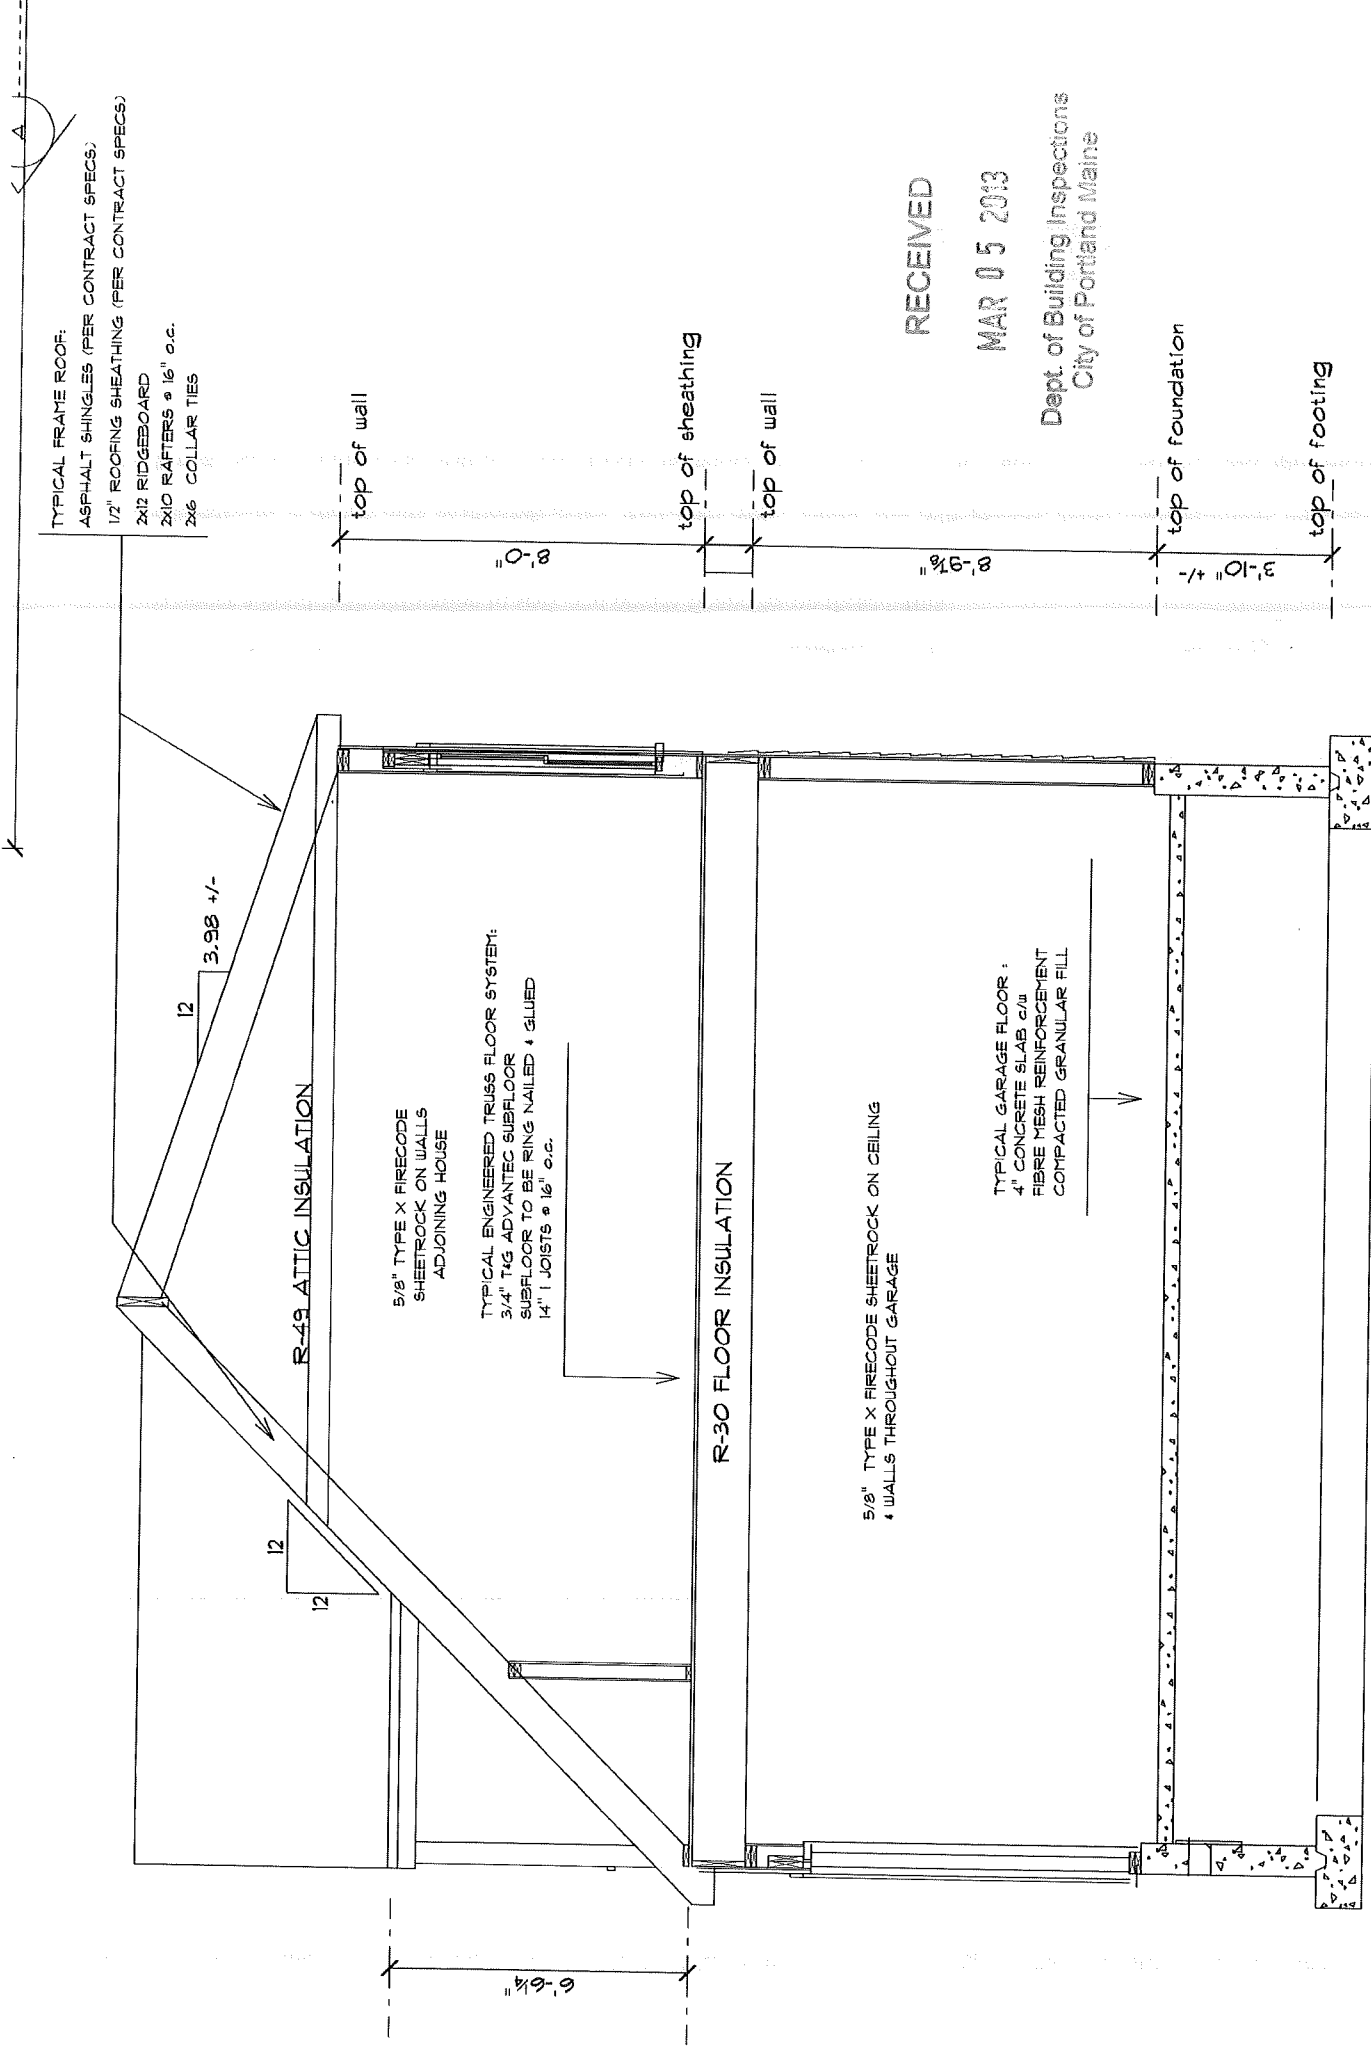 A
TYPICAL FRAME ROOF:
ASPHALT SHINGLES (PER CONTRACT SPECS)
1/2" ROOFING SHEATHING (PER CONTRACT SPECS)
2x12 RIDGEBOARD
2x10 RAFTERS @ 16" o.c.
2x6 COLLAR TIES
12
3.98 +/-
12
12
R-49 ATTIC INSULATION
5/8" TYPE X FIRECODE
SHEETROCK ON WALLS
ADJOINING HOUSE
TYPICAL ENGINEERED TRUSS FLOOR SYSTEM:
3/4" T&G ADVANTEC SUBFLOOR
SUBFLOOR TO BE RING NAILED & GLUED
14" I JOISTS @ 16" o.c.
R-30 FLOOR INSULATION
5/8" TYPE X FIRECODE SHEETROCK ON CEILING
& WALLS THROUGHOUT GARAGE
TYPICAL GARAGE FLOOR :
4" CONCRETE SLAB c/w
FIBRE MESH REINFORCEMENT
COMPACTED GRANULAR FILL
6'-6¼"
top of wall
8'-0"
top of sheathing
top of wall
8'-9⅞"
top of foundation
3'-10" +/-
top of footing
RECEIVED
MAR 05 2013
Dept. of Building Inspections
City of Portland Maine